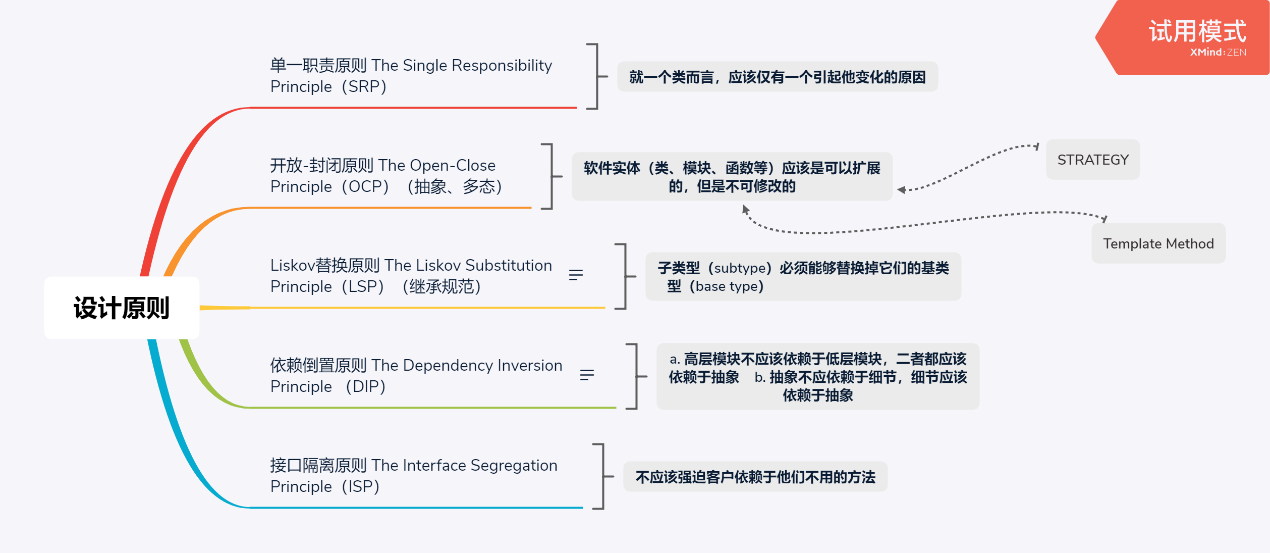 试用模式
XMind:ZEN
单一职责原则 The Single Responsibility
Principle（SRP）
就一个类而言，应该仅有一个引起他变化的原因
开放-封闭原则 The Open-Close
Principle（OCP）（抽象、多态）
软件实体（类、模块、函数等）应该是可以扩展
的，但是不可修改的
STRATEGY
Template Method
Liskov替换原则 The Liskov Substitution
Principle（LSP）（继承规范）
子类型（subtype）必须能够替换掉它们的基类
型（base type）
设计原则
依赖倒置原则 The Dependency Inversion
Principle （DIP）
a. 高层模块不应该依赖于低层模块，二者都应该
依赖于抽象 b. 抽象不应依赖于细节，细节应该
依赖于抽象
接口隔离原则 The Interface Segregation
Principle（ISP）
不应该强迫客户依赖于他们不用的方法